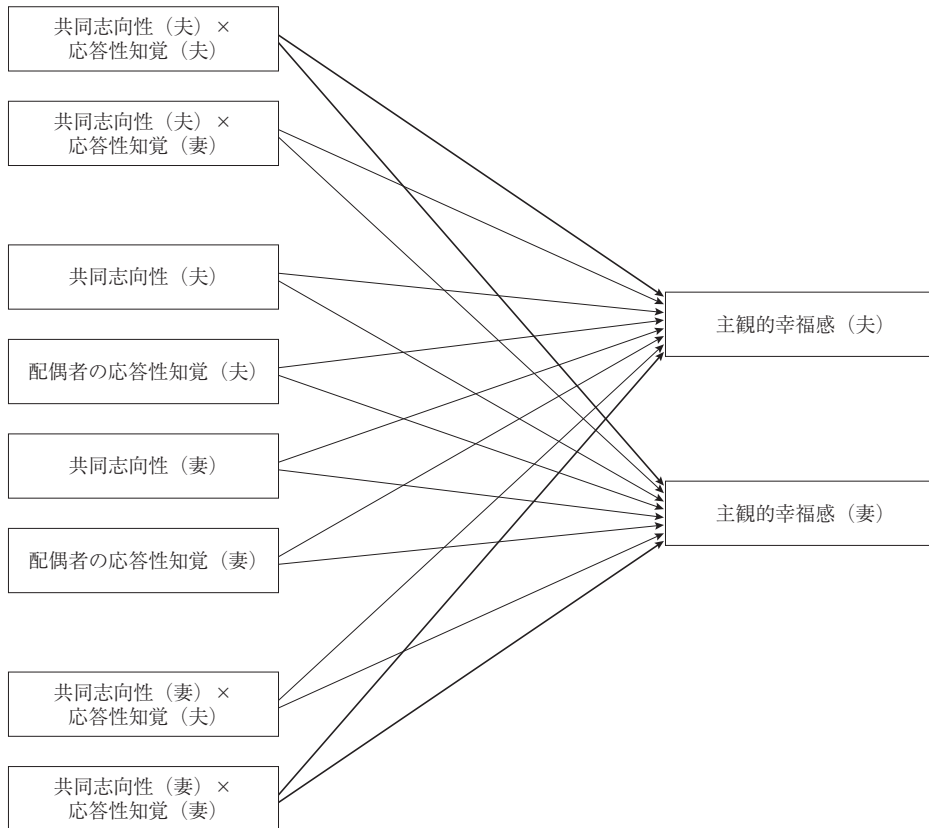 共同志向性（夫）×
応答性知覚（夫）
共同志向性（夫）×
応答性知覚（妻）
共同志向性（夫）
配偶者の応答性知覚（夫）
共同志向性（妻）
配偶者の応答性知覚（妻）
共同志向性（妻）×
応答性知覚（夫）
共同志向性（妻）×
応答性知覚（妻）
主観的幸福感（夫）
主観的幸福感（妻）